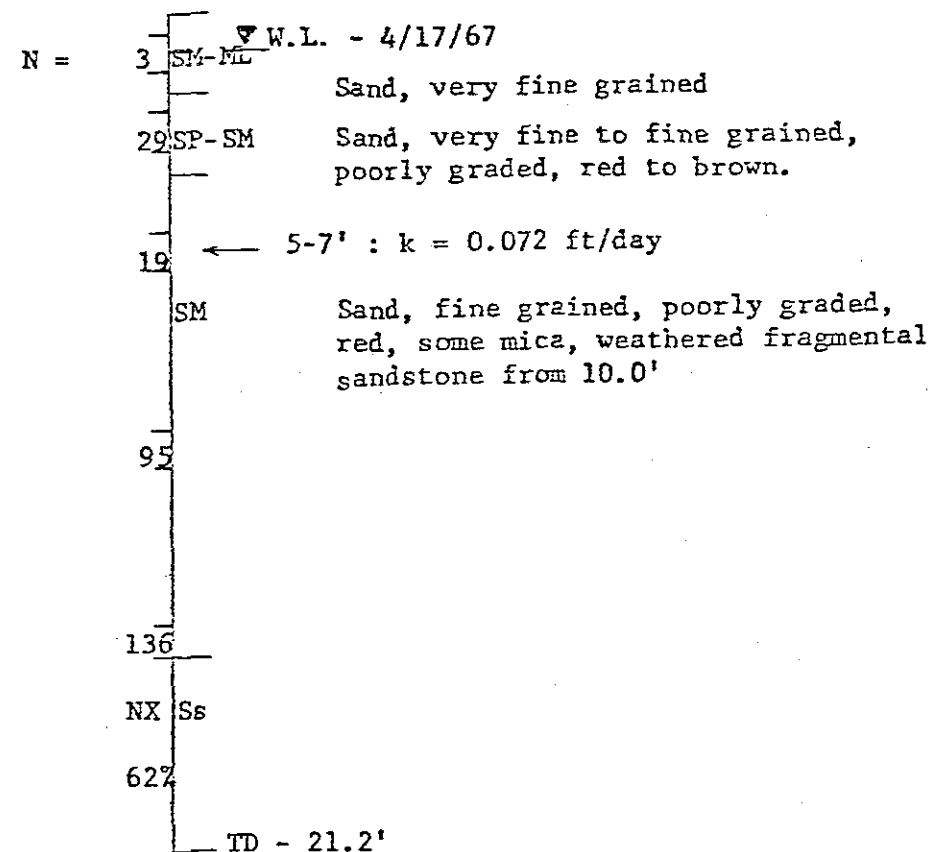 W.L. - 4/17/67
N = 3 SM-ML
Sand, very fine grained
29 SP-SM Sand, very fine to fine grained,
poorly graded, red to brown.
5-7' : k = 0.072 ft/day
19
SM Sand, fine grained, poorly graded,
red, some mica, weathered fragmental
sandstone from 10.0'
95
136
NX Ss
62%
TD - 21.2'